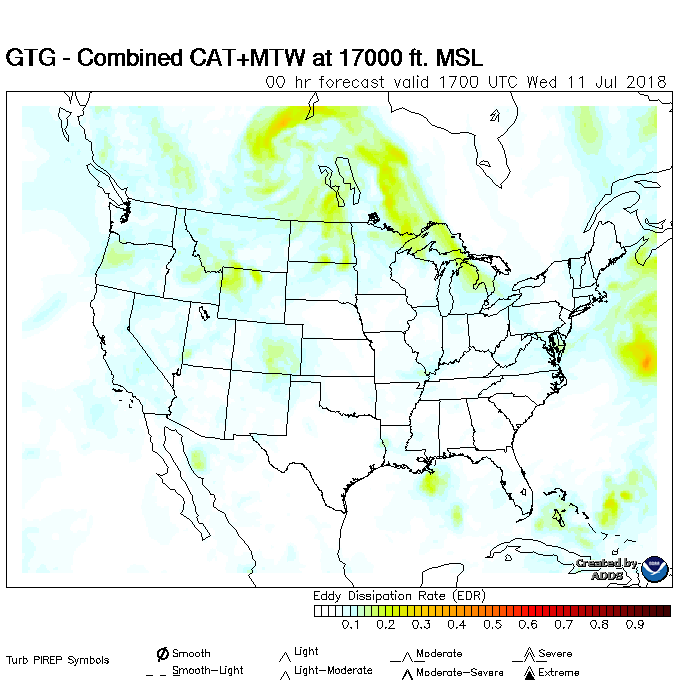 GTG - Combined CAT+MTW at 17000 ft. MSL
00 hr forecast valid 1700 UTC Wed 11 Jul 2018
Created by
ADDS
NOAA
Eddy Dissipation Rate (EDR)
0.1 0.2 0.3 0.4 0.5 0.6 0.7 0.8 0.9
Turb PIREP Symbols
Smooth
Smooth-Light
Light
Light-Moderate
Moderate
Moderate-Severe
Severe
Extreme